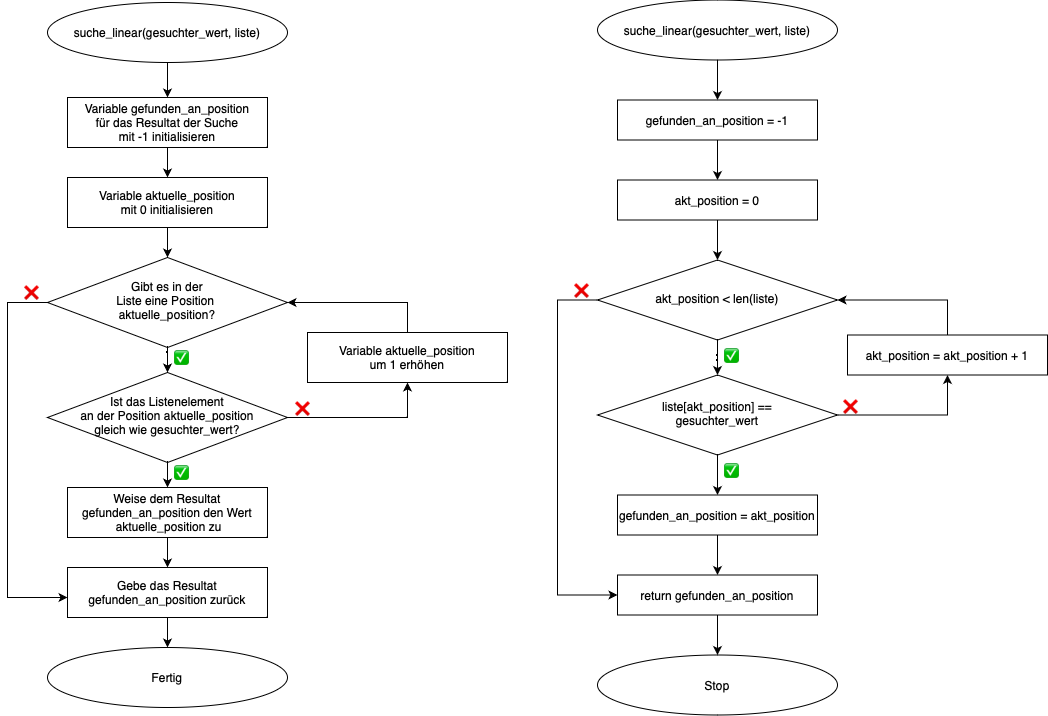 suche_linear(gesuchter_wert, liste)
Variable gefunden_an_position
für das Resultat der Suche
mit -1 initialisieren
Variable aktuelle_position
mit 0 initialisieren
Gibt es in der
Liste eine Position
aktuelle_position?
Variable aktuelle_position
um 1 erhöhen
Ist das Listenelement
an der Position aktuelle_position
gleich wie gesuchter_wert?
Weise dem Resultat
gefunden_an_position den Wert
aktuelle_position zu
Gebe das Resultat
gefunden_an_position zurück
Fertig
suche_linear(gesuchter_wert, liste)
gefunden_an_position = -1
akt_position = 0
akt_position < len(liste)
akt_position = akt_position + 1
liste[akt_position] ==
gesuchter_wert
gefunden_an_position = akt_position
return gefunden_an_position
Stop